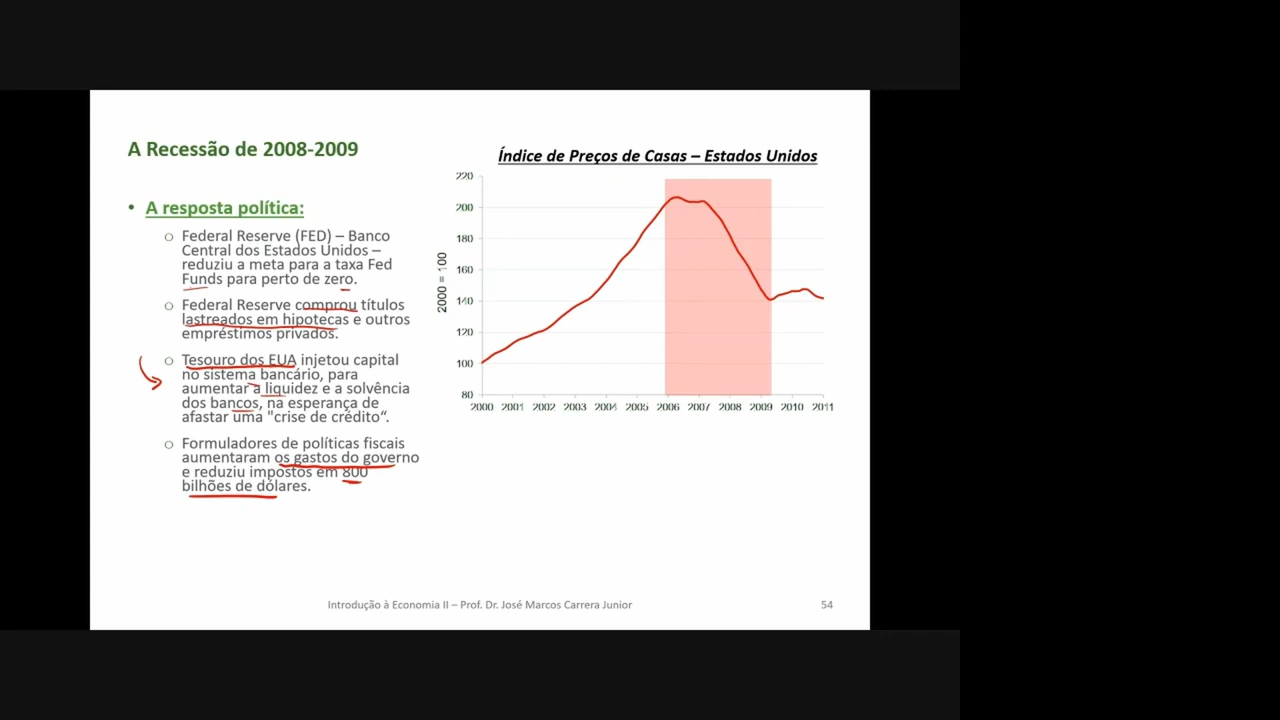 A Recessão de 2008-2009
• A resposta política:
o Federal Reserve (FED) – Banco
Central dos Estados Unidos –
reduziu a meta para a taxa Fed
Funds para perto de zero.
o Federal Reserve comprou títulos
lastreados em hipotecas e outros
empréstimos privados.
o Tesouro dos EUA injetou capital
no sistema bancário, para
aumentar a liquidez e a solvência
dos bancos, na esperança de
afastar uma "crise de crédito“.
o Formuladores de políticas fiscais
aumentaram os gastos do governo
e reduziu impostos em 800
bilhões de dólares.
Índice de Preços de Casas – Estados Unidos
2000 = 100
220
200
180
160
140
120
100
80
2000 2001 2002 2003 2004 2005 2006 2007 2008 2009 2010 2011
Introdução à Economia II – Prof. Dr. José Marcos Carrera Junior
54